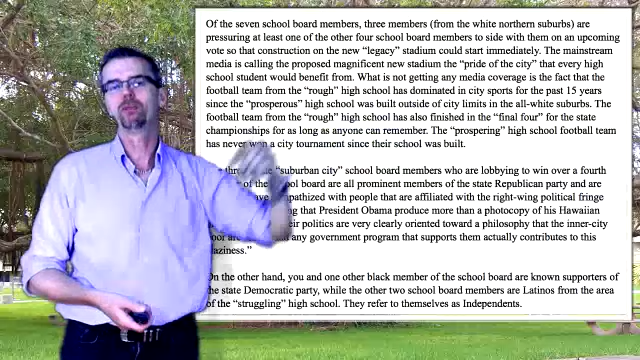 Of the seven school board members, three members (from the white northern suburbs) are
pressuring at least one of the other four school board members to side with them on an upcoming
vote so that construction on the new “legacy” stadium could start immediately. The mainstream
media is calling the proposed magnificent new stadium the “pride of the city” that every high
school student would benefit from. What is not getting any media coverage is the fact that the
football team from the “rough” high school has dominated in city sports for the past 15 years
since the “prosperous” high school was built outside of city limits in the all-white suburbs. The
football team from the “rough” high school has also finished in the “final four” for the state
championships for as long as anyone can remember. The “prospering” high school football team
has never won a city tournament since their school was built.
“suburban city” school board members who are lobbying to win over a fourth
of the school board are all prominent members of the state Republican party and are
empathized with people that are affiliated with the right-wing political fringe
that President Obama produce more than a photocopy of his Hawaiian
politics are very clearly oriented toward a philosophy that the inner-city
any government program that supports them actually contributes to this
laziness.”
On the other hand, you and one other black member of the school board are known supporters of
the state Democratic party, while the other two school board members are Latinos from the area
of the “struggling” high school. They refer to themselves as Independents.